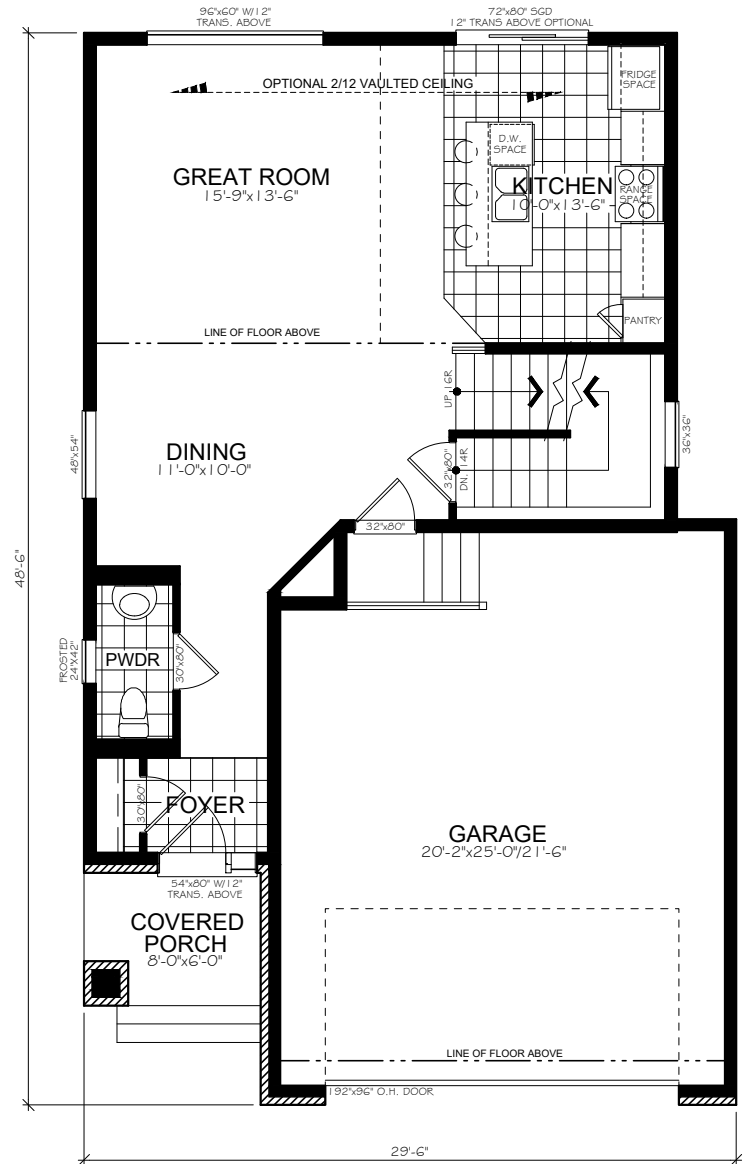 96"x60" W/12"
TRANS. ABOVE
72"x80" SGD
12" TRANS ABOVE OPTIONAL
OPTIONAL 2/12 VAULTED CEILING
FRIDGE
SPACE
D.W.
SPACE
GREAT ROOM
15'-9"x13'-6"
KITCHEN
10'-0"x13'-6"
RANGE
SPACE
PANTRY
LINE OF FLOOR ABOVE
UP 16R
36"x36"
48"x54"
DINING
11'-0"x10'-0"
32"x80"
DN. 14R
32"x80"
48'-6"
FROSTED
24"x42"
PWDR
30"x80"
30"x80"
FOYER
GARAGE
20'-2"x25'-0"/21'-6"
54"x80" W/12"
TRANS. ABOVE
COVERED
PORCH
8'-0"x6'-0"
LINE OF FLOOR ABOVE
192"x96" O.H. DOOR
29'-6"